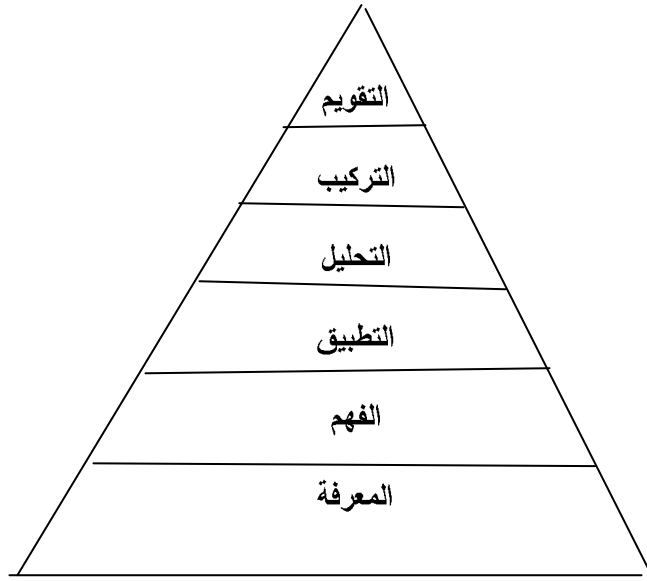 التقويم
التركيب
التحليل
التطبيق
الفهم
المعرفة